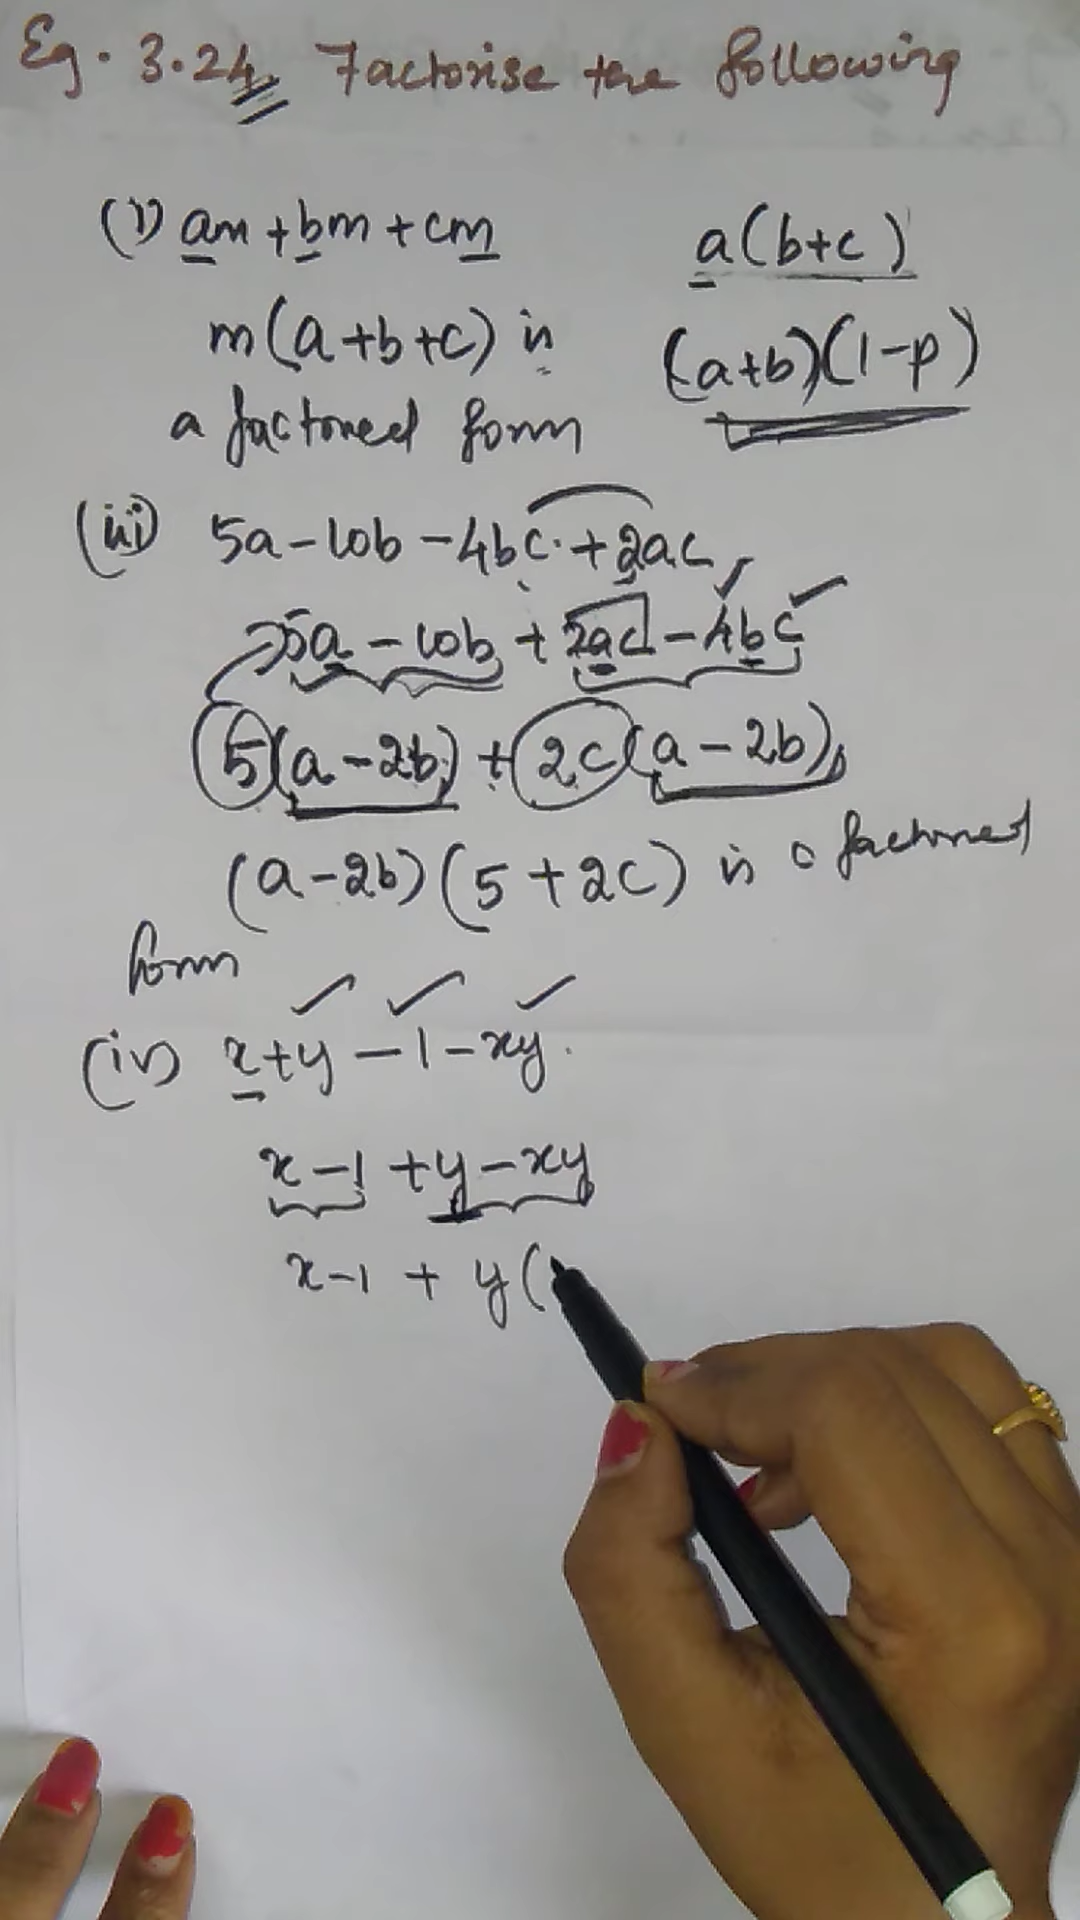 Eg. 3.24 Factorise the following
(i) am + bm + cm
a(b+c)
m(a+b+c) is
(a+b)(1-p)
a factored form
(iii) 5a - 10b - 4bc + 2ac
5a - 10b + 2ac - 4bc
5(a-2b) + 2c(a-2b)
(a-2b)(5+2c) is a factored
form
(iv) x+y-1-xy
x-1+y-xy
x-1 + y(